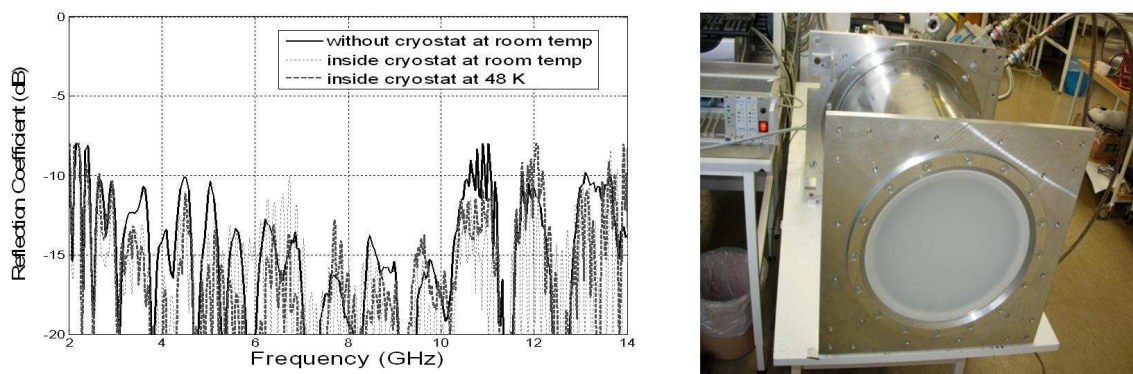 Reflection Coefficient (dB)
0
-5
-10
-15
-20
without cryostat at room temp
inside cryostat at room temp
inside cryostat at 48 K
2
4
6
8
10
12
14
Frequency (GHz)